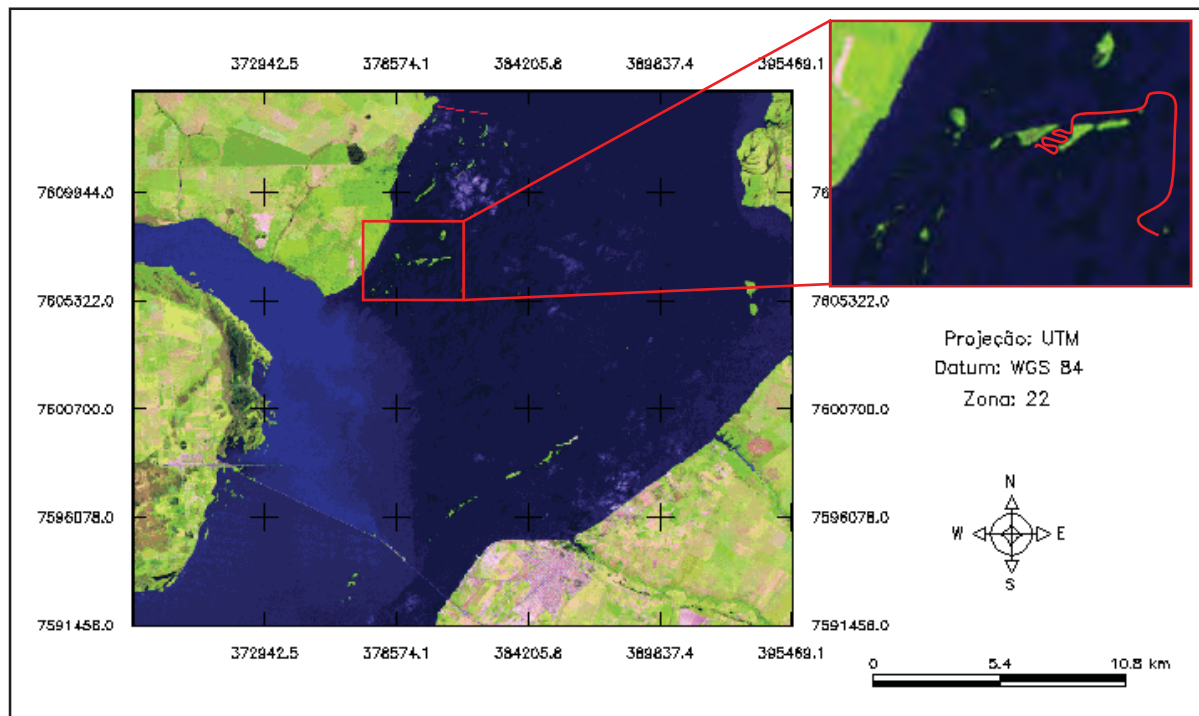 372942.5 378574.1 384205.8 389837.4 395469.1
7609944.0
7605322.0 7605322.0
Projeção: UTM
Datum: WGS 84
Zona: 22
7600700.0 7600700.0
7596078.0 7596078.0
N
W E
S
7591456.0 7591456.0
372942.5 378574.1 384205.8 389837.4 395469.1
0 5.4 10.8 km